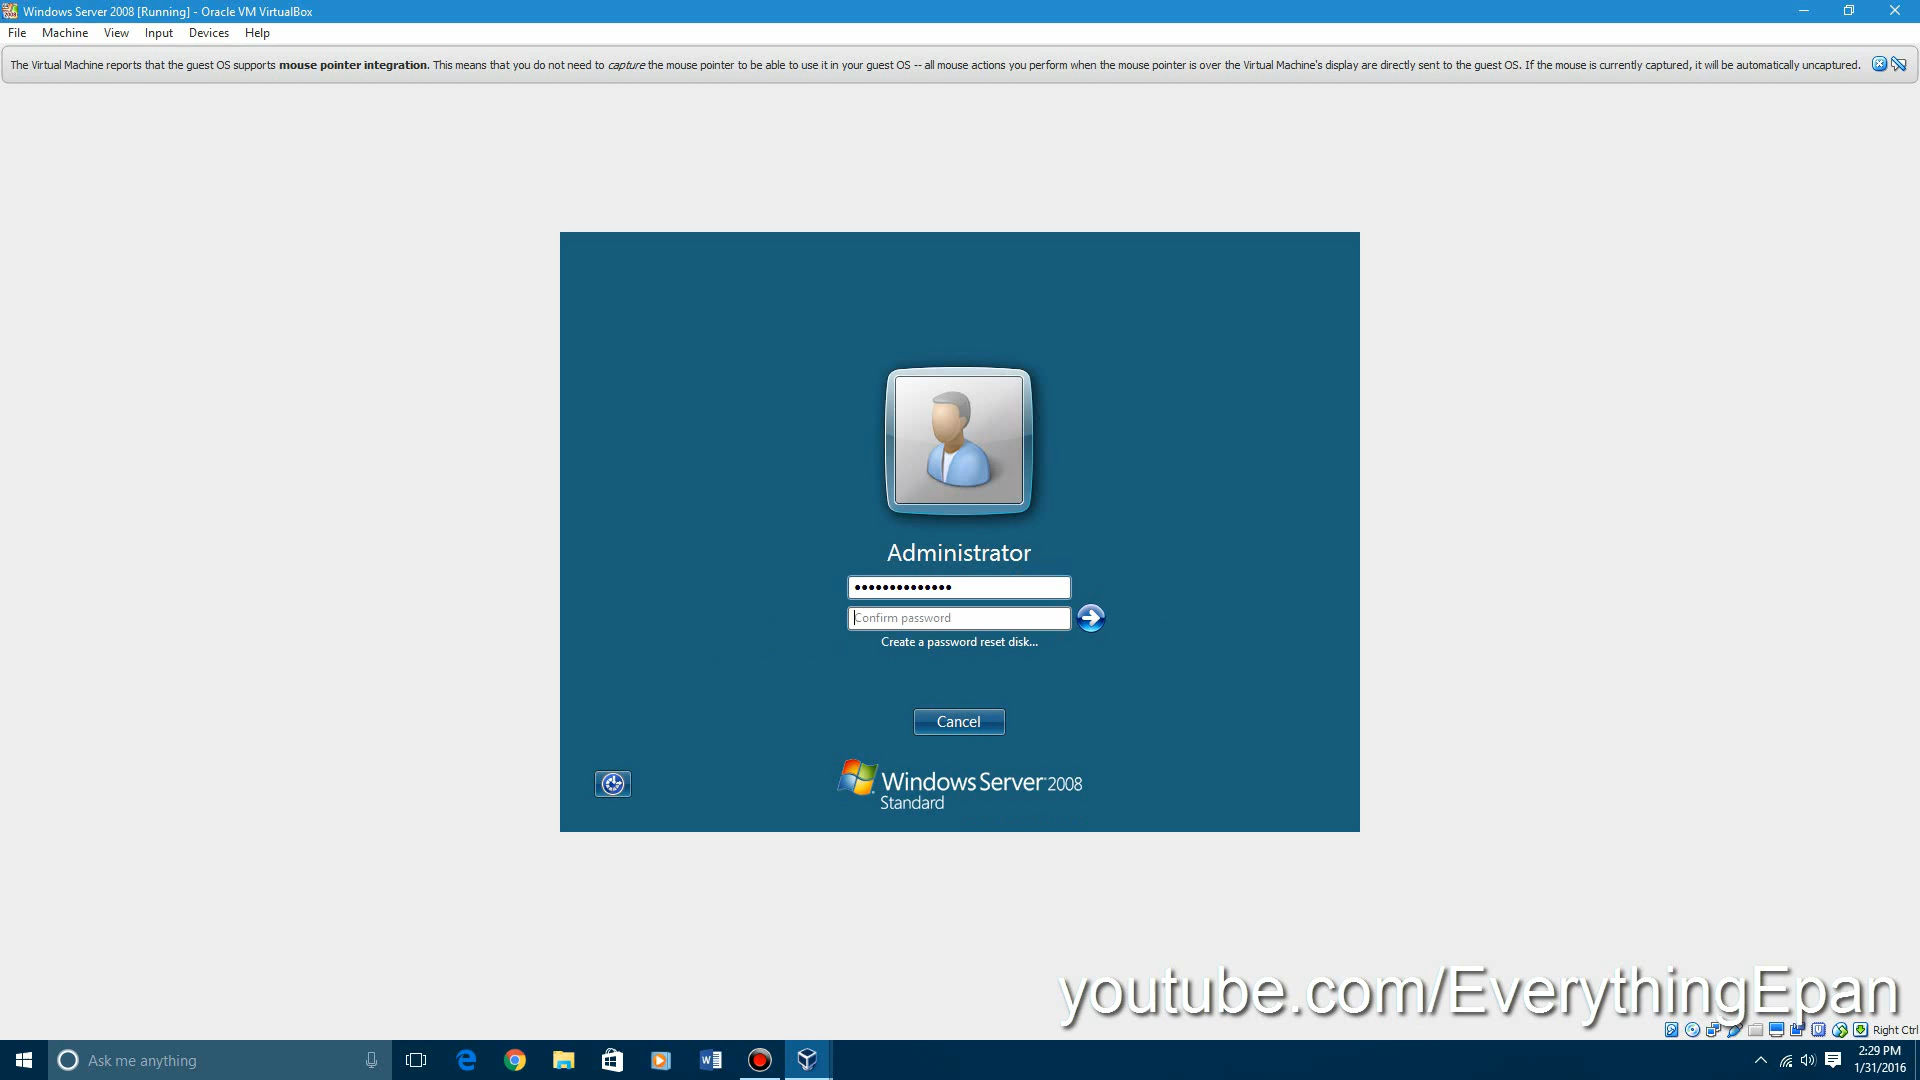 Windows Server 2008 [Running] - Oracle VM VirtualBox
File Machine View Input Devices Help
The Virtual Machine reports that the guest OS supports mouse pointer integration. This means that you do not need to capture the mouse pointer to be able to use it in your guest OS -- all mouse actions you perform when the mouse pointer is over the Virtual Machine's display are directly sent to the guest OS. If the mouse is currently captured, it will be automatically uncaptured.
Administrator
Confirm password
Create a password reset disk...
Cancel
Windows Server 2008
Standard
youtube.com/EverythingEpan
Right Ctrl
Ask me anything
2:29 PM
1/31/2016